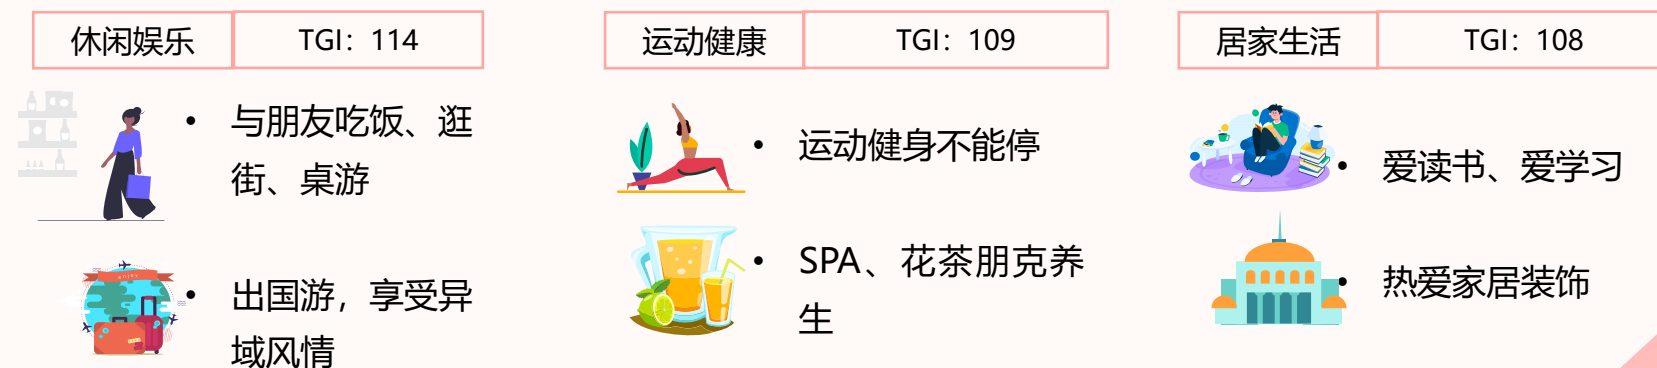 休闲娱乐 TGI：114
• 与朋友吃饭、逛
街、桌游
• 出国游，享受异
域风情
运动健康 TGI：109
• 运动健身不能停
• SPA、花茶朋克养
生
居家生活 TGI：108
• 爱读书、爱学习
• 热爱家居装饰